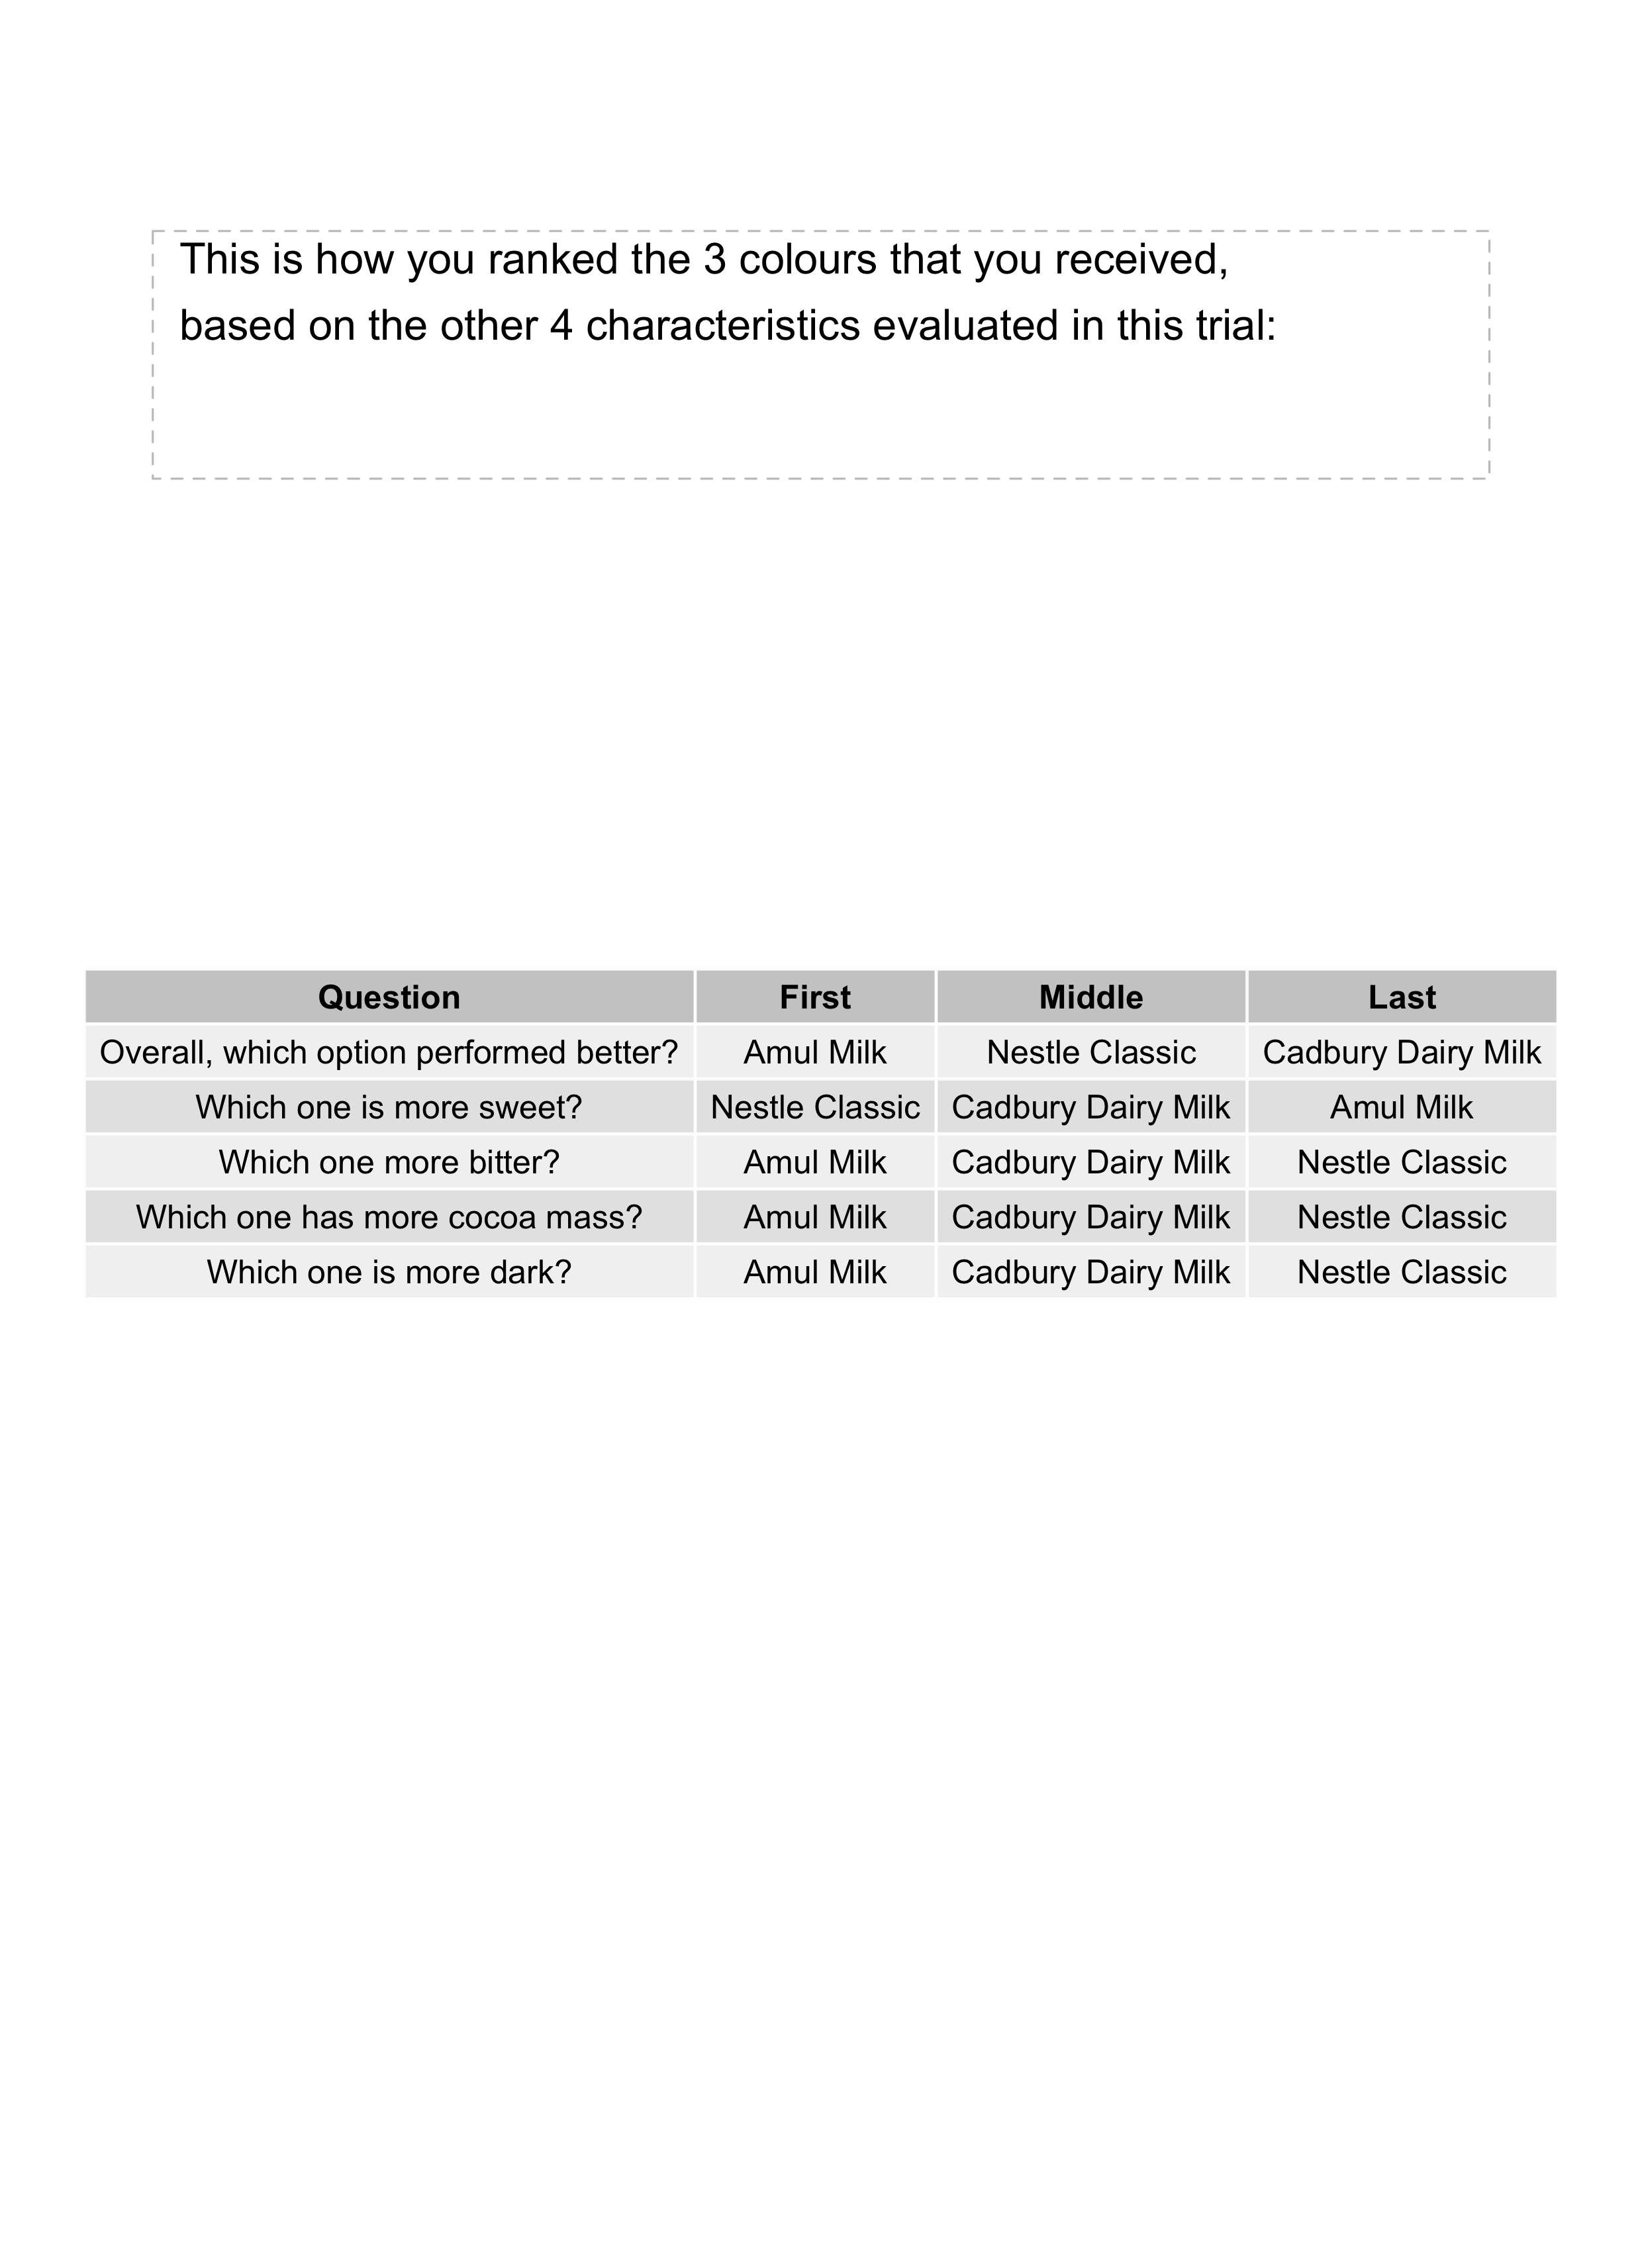 This is how you ranked the 3 colours that you received,
based on the other 4 characteristics evaluated in this trial:
Question First Middle Last
Overall, which option performed better? Amul Milk Nestle Classic Cadbury Dairy Milk
Which one is more sweet? Nestle Classic Cadbury Dairy Milk Amul Milk
Which one more bitter? Amul Milk Cadbury Dairy Milk Nestle Classic
Which one has more cocoa mass? Amul Milk Cadbury Dairy Milk Nestle Classic
Which one is more dark? Amul Milk Cadbury Dairy Milk Nestle Classic